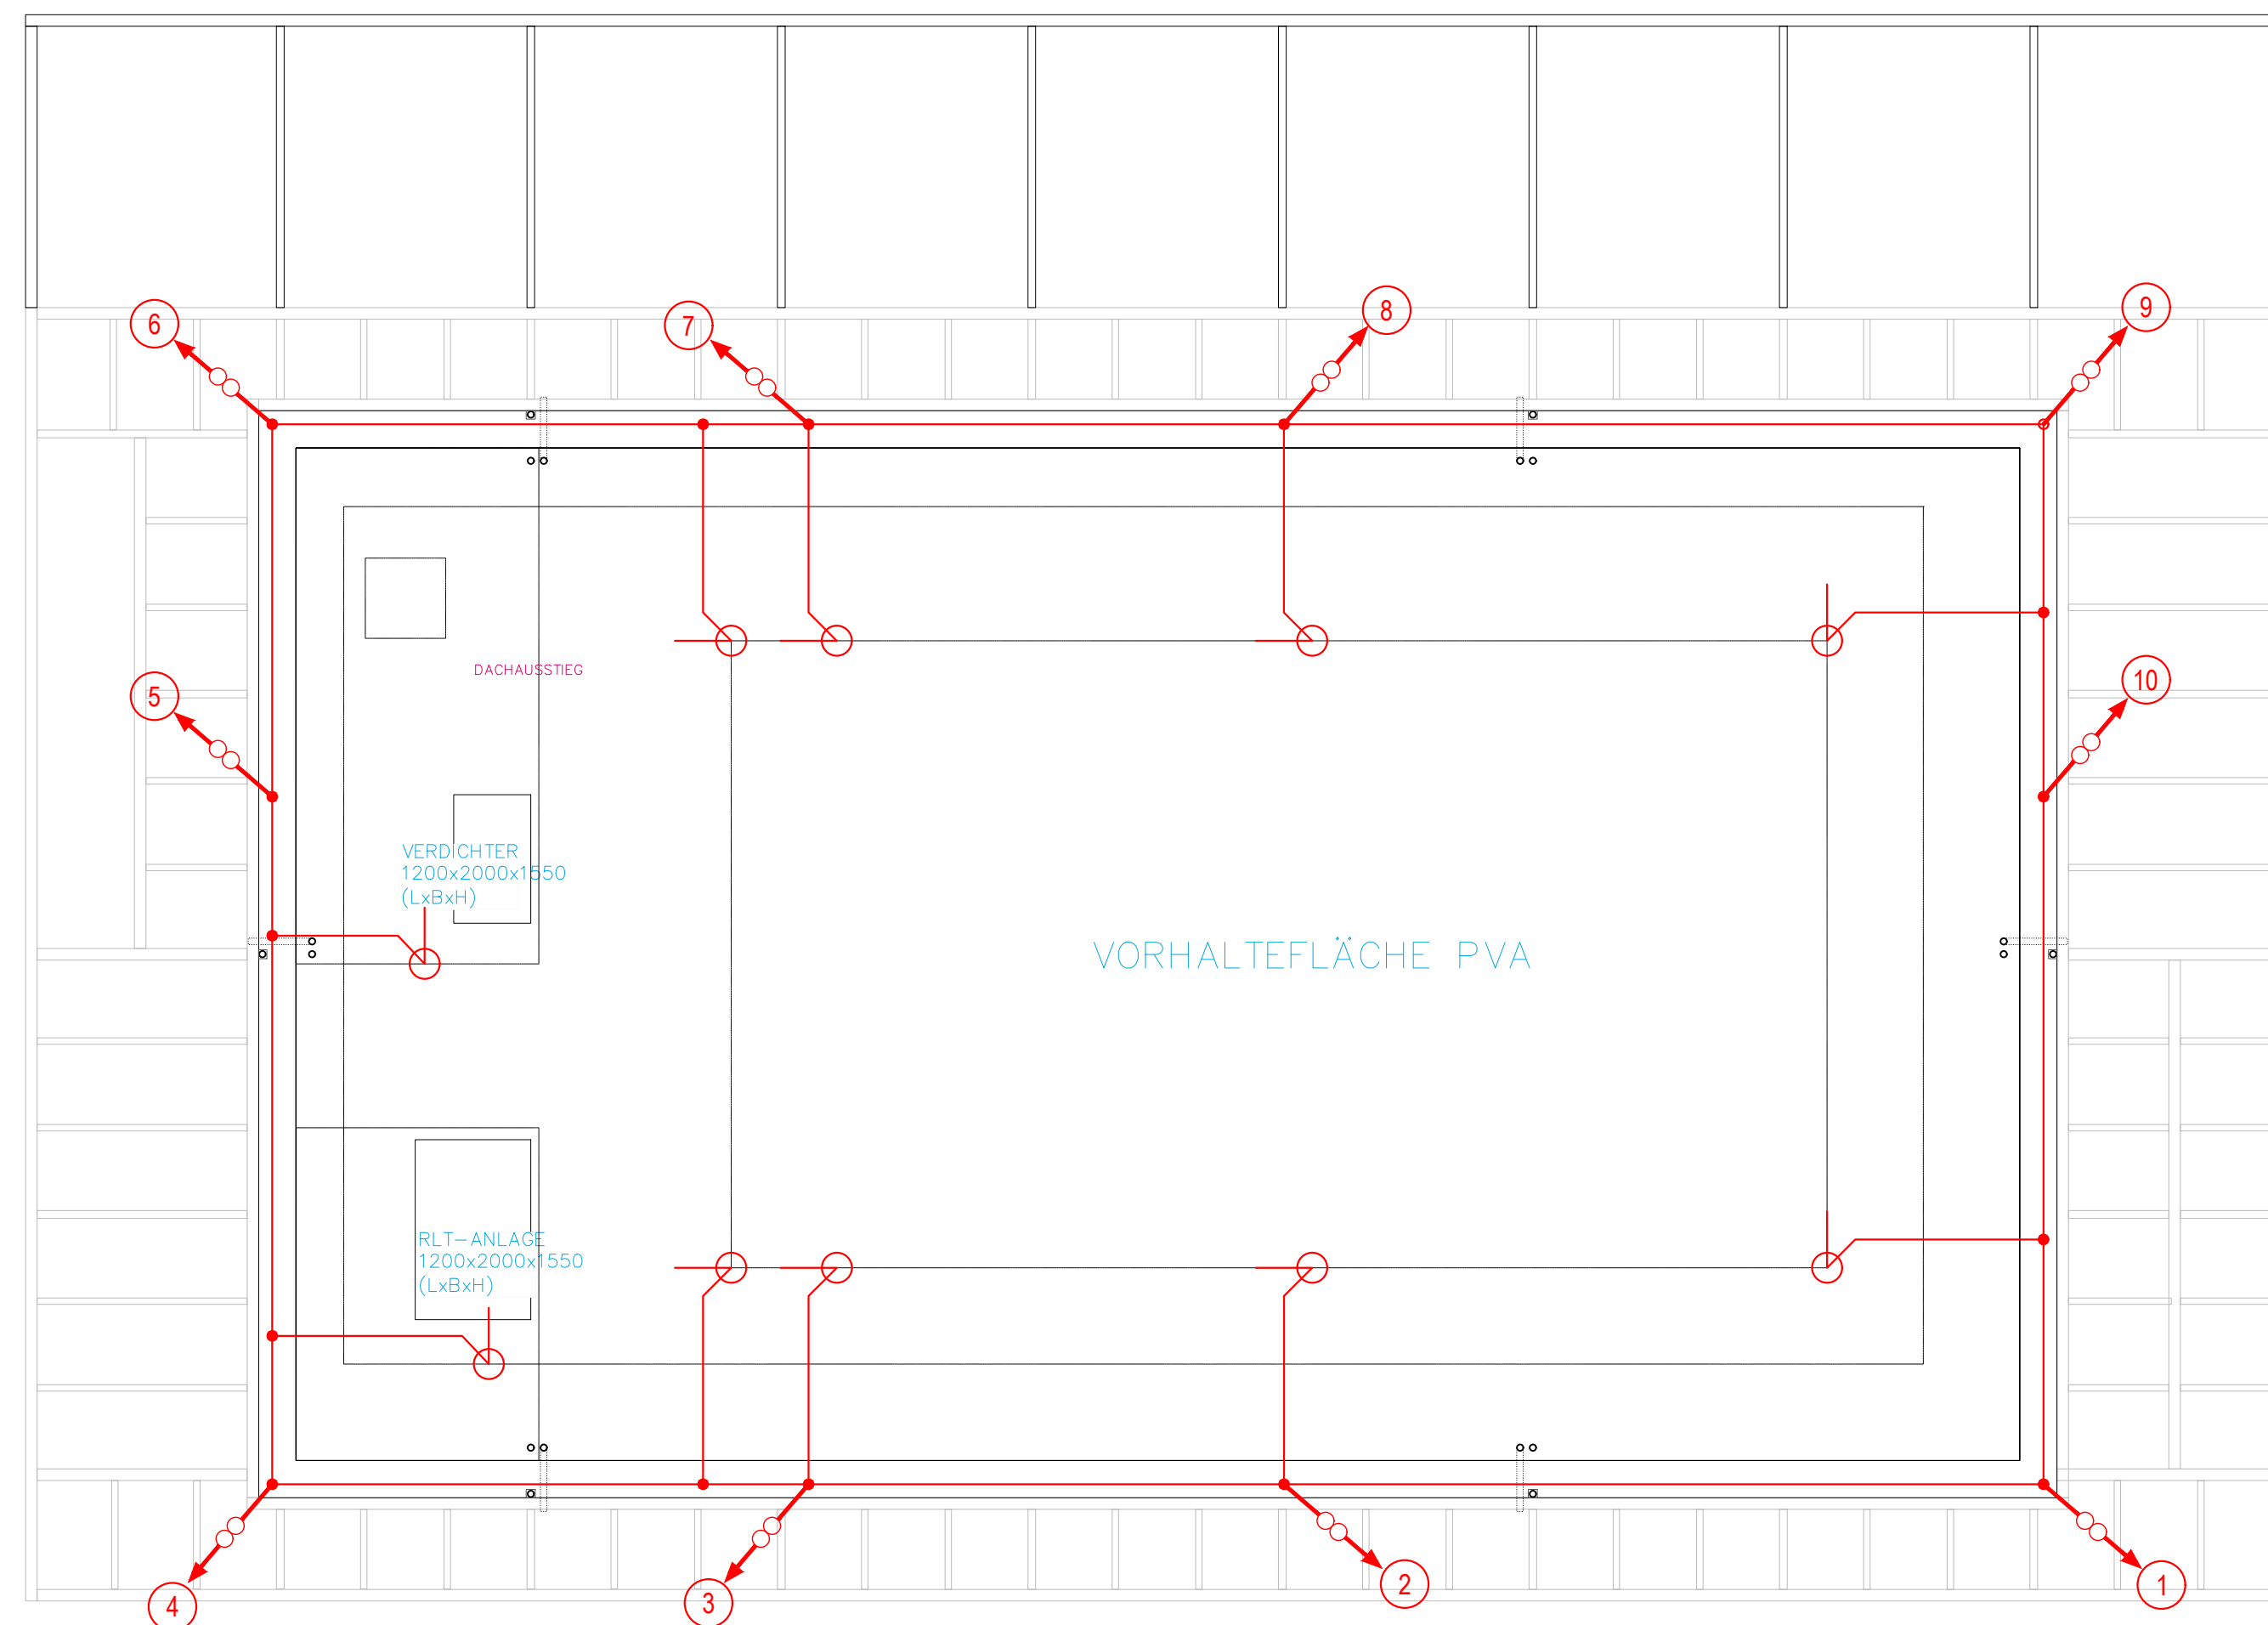 6
7
8
9
DACHAUSSTIEG
5
10
VERDICHTER
1200x2000x1550
(LxBxH)
VORHALTEFLÄCHE PVA
RLT-ANLAGE
1200x2000x1550
(LxBxH)
4
3
2
1